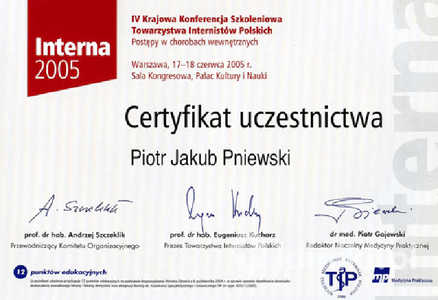 Interna
2005
IV Krajowa Konferencja Szkoleniowa
Towarzystwa Internistów Polskich
Postępy w chorobach wewnętrznych
Warszawa, 17–18 czerwca 2005 r.
Sala Kongresowa, Pałac Kultury i Nauki
Certyfikat uczestnictwa
Piotr Jakub Pniewski
prof. dr hab. Andrzej Szczeklik
Przewodniczący Komitetu Organizacyjnego
prof. dr hab. Eugeniusz Kucharz
Prezes Towarzystwa Internistów Polskich
dr med. Piotr Gajewski
Redaktor Naczelny Medycyny Praktycznej
12 punktów edukacyjnych
Medycyna Praktyczna
interna